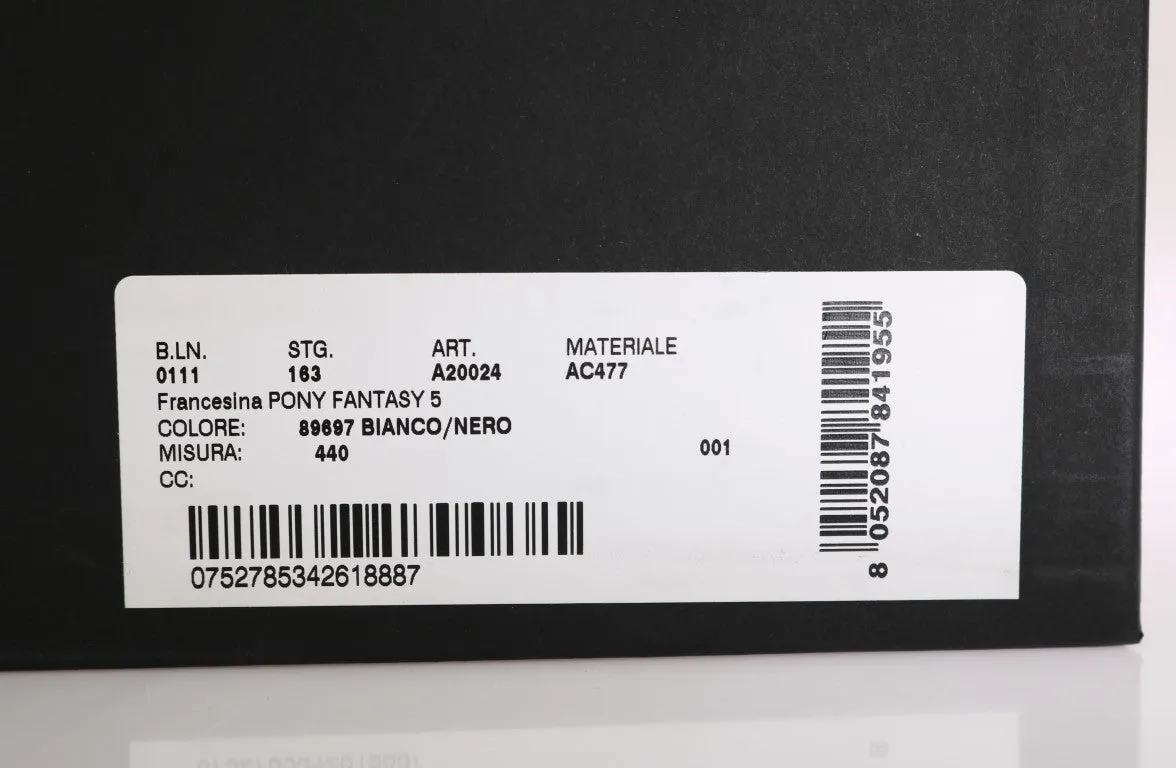 B.LN. STG. ART. MATERIALE
0111 163 A20024 AC477
Francesina PONY FANTASY 5
COLORE: 89697 BIANCO/NERO
MISURA: 440 001
CC:
0752785342618887
8 052087 841955